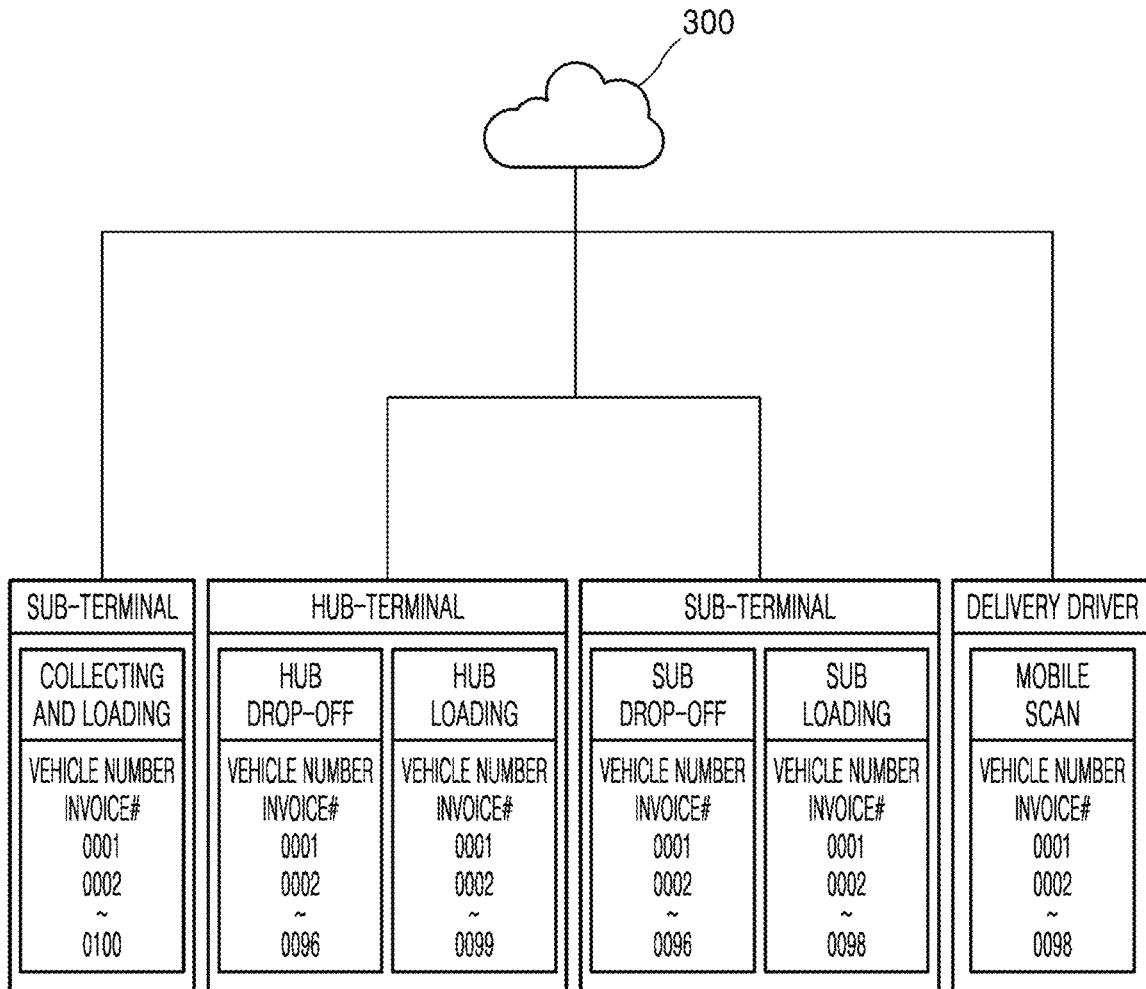 300
SUB-TERMINAL
COLLECTING
AND LOADING
VEHICLE NUMBER
INVOICE#
0001
0002
~
0100
HUB-TERMINAL
HUB
DROP-OFF
VEHICLE NUMBER
INVOICE#
0001
0002
~
0096
HUB
LOADING
VEHICLE NUMBER
INVOICE#
0001
0002
~
0099
SUB-TERMINAL
SUB
DROP-OFF
VEHICLE NUMBER
INVOICE#
0001
0002
~
0096
SUB
LOADING
VEHICLE NUMBER
INVOICE#
0001
0002
~
0098
DELIVERY DRIVER
MOBILE
SCAN
VEHICLE NUMBER
INVOICE#
0001
0002
~
0098